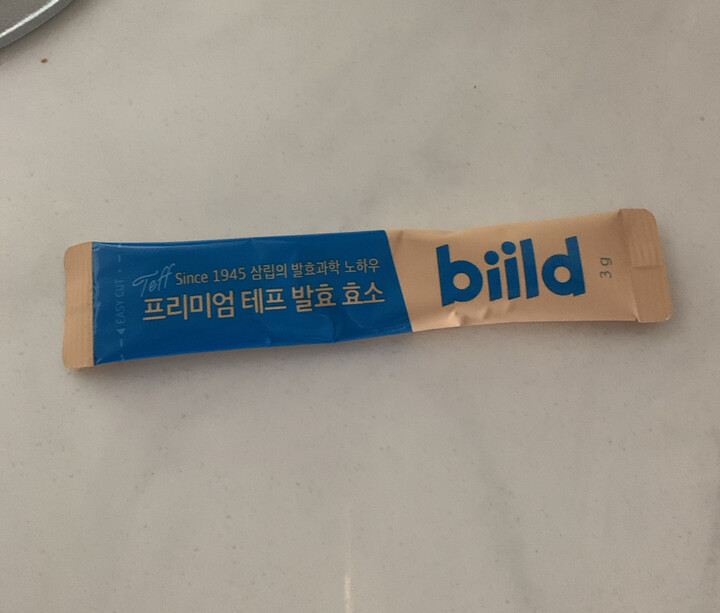 ◀ EASY CUT
Teff Since 1945 삼립의 발효과학 노하우
프리미엄 테프 발효 효소
biild
3 g